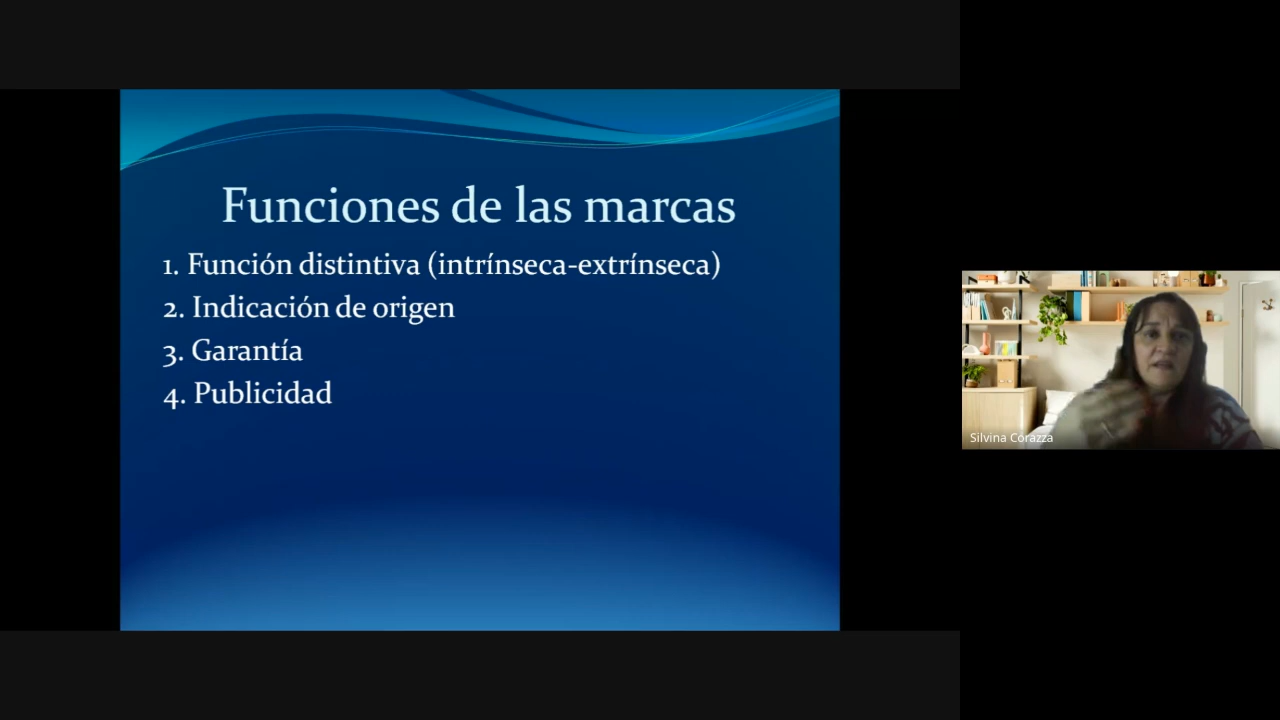 Funciones de las marcas
1. Función distintiva (intrínseca-extrínseca)
2. Indicación de origen
3. Garantía
4. Publicidad
Silvina Corazza